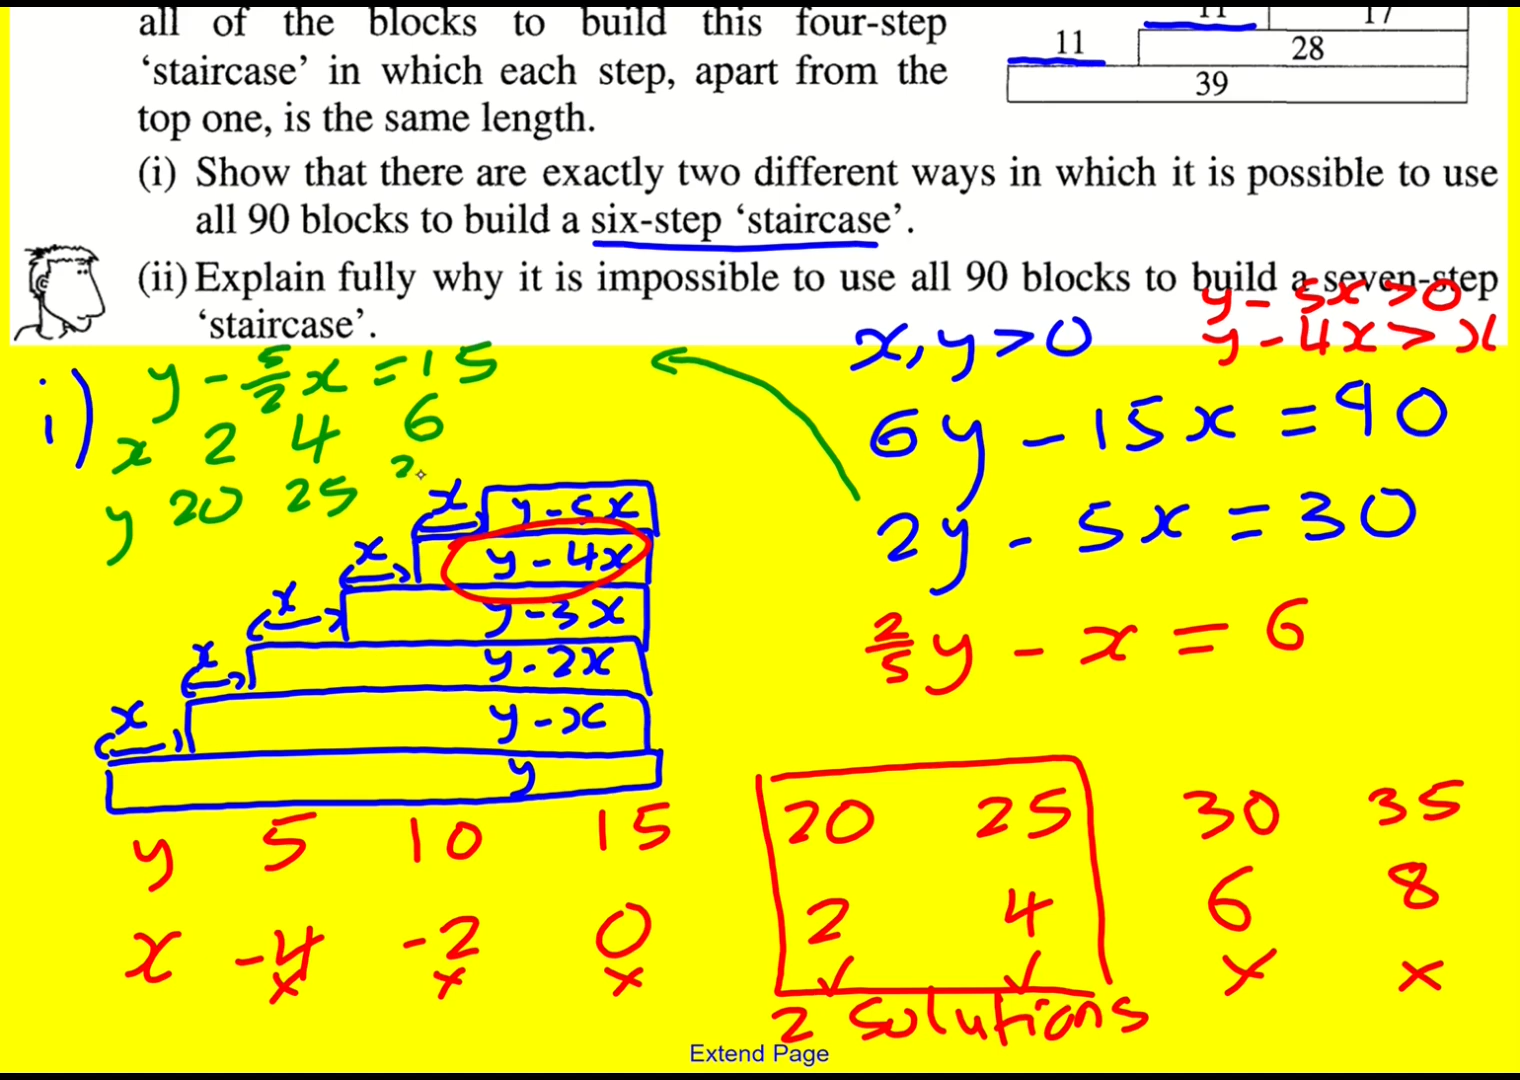 all of the blocks to build this four-step
‘staircase’ in which each step, apart from the
top one, is the same length.
11 17
11 28
39
(i) Show that there are exactly two different ways in which it is possible to use
all 90 blocks to build a six-step ‘staircase’.
(ii) Explain fully why it is impossible to use all 90 blocks to build a seven-step
‘staircase’.
y - 5x > 0
x, y > 0
y - 4x > x
i) y - 5/2 x = 15
x 2 4 6
y 20 25 3
6y - 15x = 90
2y - 5x = 30
2/5 y - x = 6
x y - 5x
x y - 4x
x y - 3x
x y - 2x
x y - x
y
y 5 10 15 20 25 30 35
x -4 -2 0 2 4 6 8
x x x ✓ ✓ x x
2 solutions
Extend Page